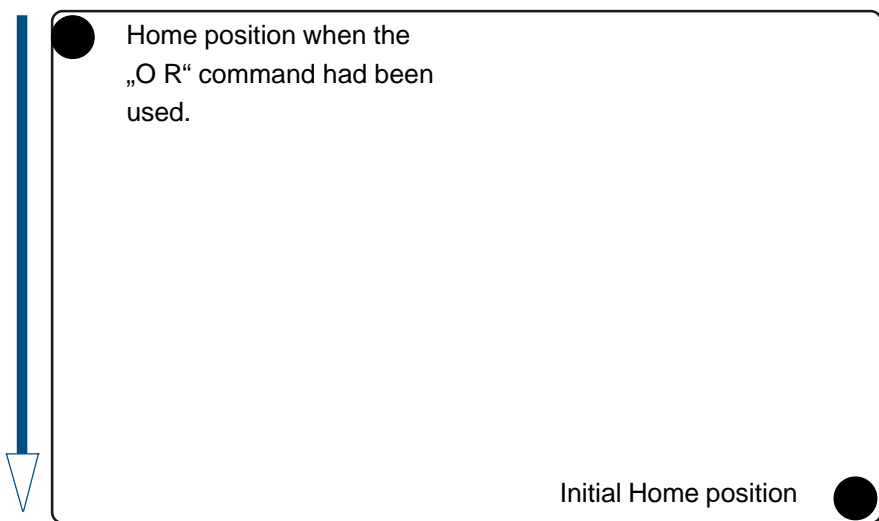 Home position when the
„O R“ command had been
used.
Initial Home position